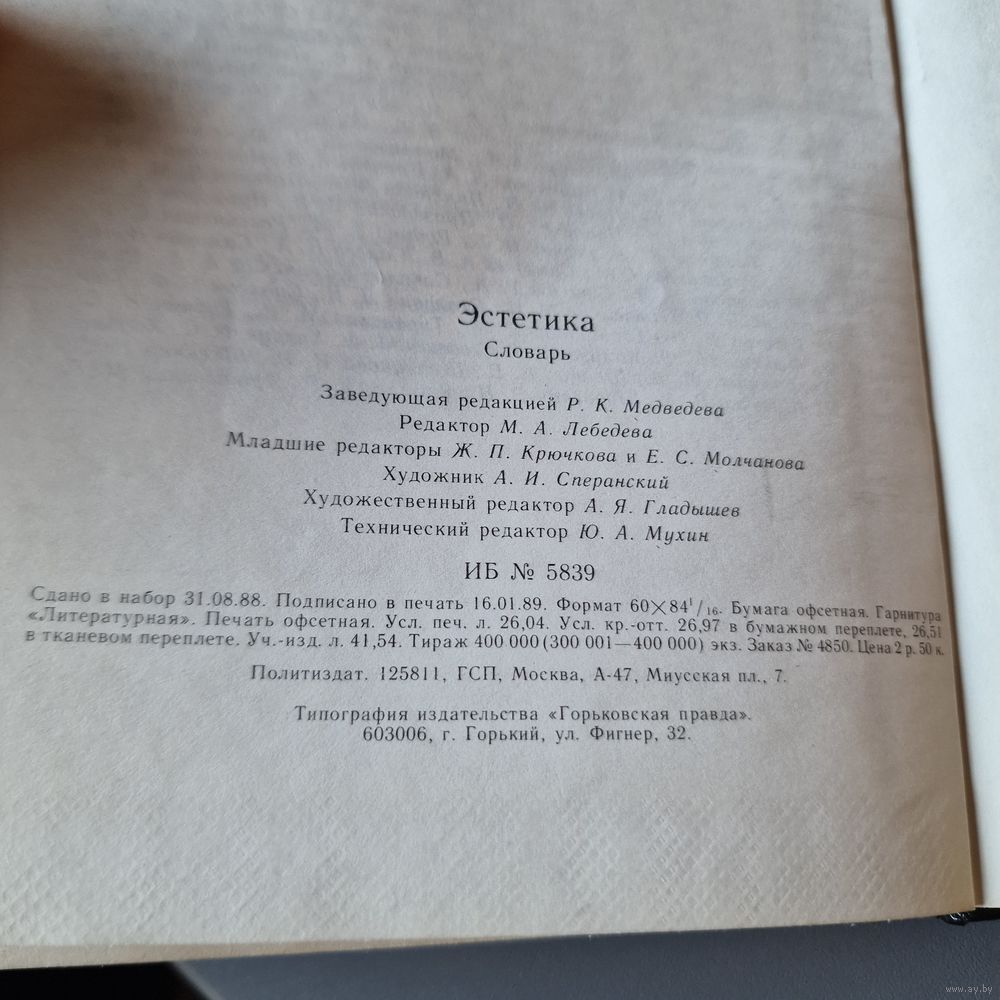 Эстетика
Словарь
Заведующая редакцией Р. К. Медведева
Редактор М. А. Лебедева
Младшие редакторы Ж. П. Крючкова и Е. С. Молчанова
Художник А. И. Сперанский
Художественный редактор А. Я. Гладышев
Технический редактор Ю. А. Мухин
ИБ № 5839
Сдано в набор 31.08.88. Подписано в печать 16.01.89. Формат 60×84¹/₁₆. Бумага офсетная. Гарнитура
«Литературная». Печать офсетная. Усл. печ. л. 26,04. Усл. кр.-отт. 26,97 в бумажном переплете, 26,51
в тканевом переплете. Уч.-изд. л. 41,54. Тираж 400 000 (300 001—400 000) экз. Заказ № 4850. Цена 2 р. 50 к.
Политиздат. 125811, ГСП, Москва, А-47, Миусская пл., 7.
Типография издательства «Горьковская правда».
603006, г. Горький, ул. Фигнер, 32.
www.ay.by